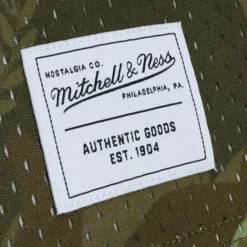 NOSTALGIA CO.
Mitchell & Ness
PHILADELPHIA, PA.
AUTHENTIC GOODS
EST. 1904